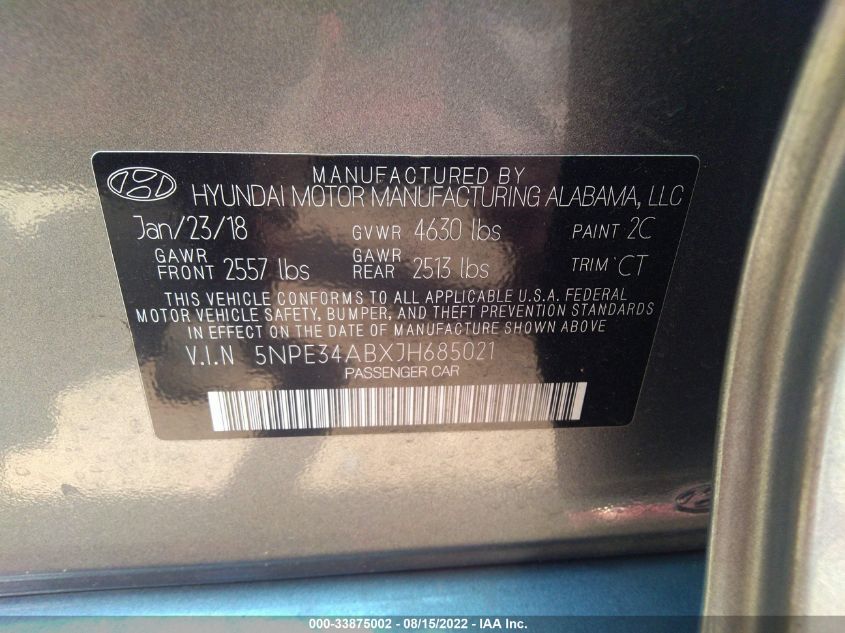 MANUFACTURED BY
HYUNDAI MOTOR MANUFACTURING ALABAMA, LLC
Jan/23/18 GVWR 4630 lbs PAINT 2C
GAWR FRONT 2557 lbs GAWR REAR 2513 lbs TRIM CT
THIS VEHICLE CONFORMS TO ALL APPLICABLE U.S.A. FEDERAL
MOTOR VEHICLE SAFETY, BUMPER, AND THEFT PREVENTION STANDARDS
IN EFFECT ON THE DATE OF MANUFACTURE SHOWN ABOVE.
V.I.N 5NPE34ABXJH685021
PASSENGER CAR
000-33875002 - 08/15/2022 - IAA Inc.